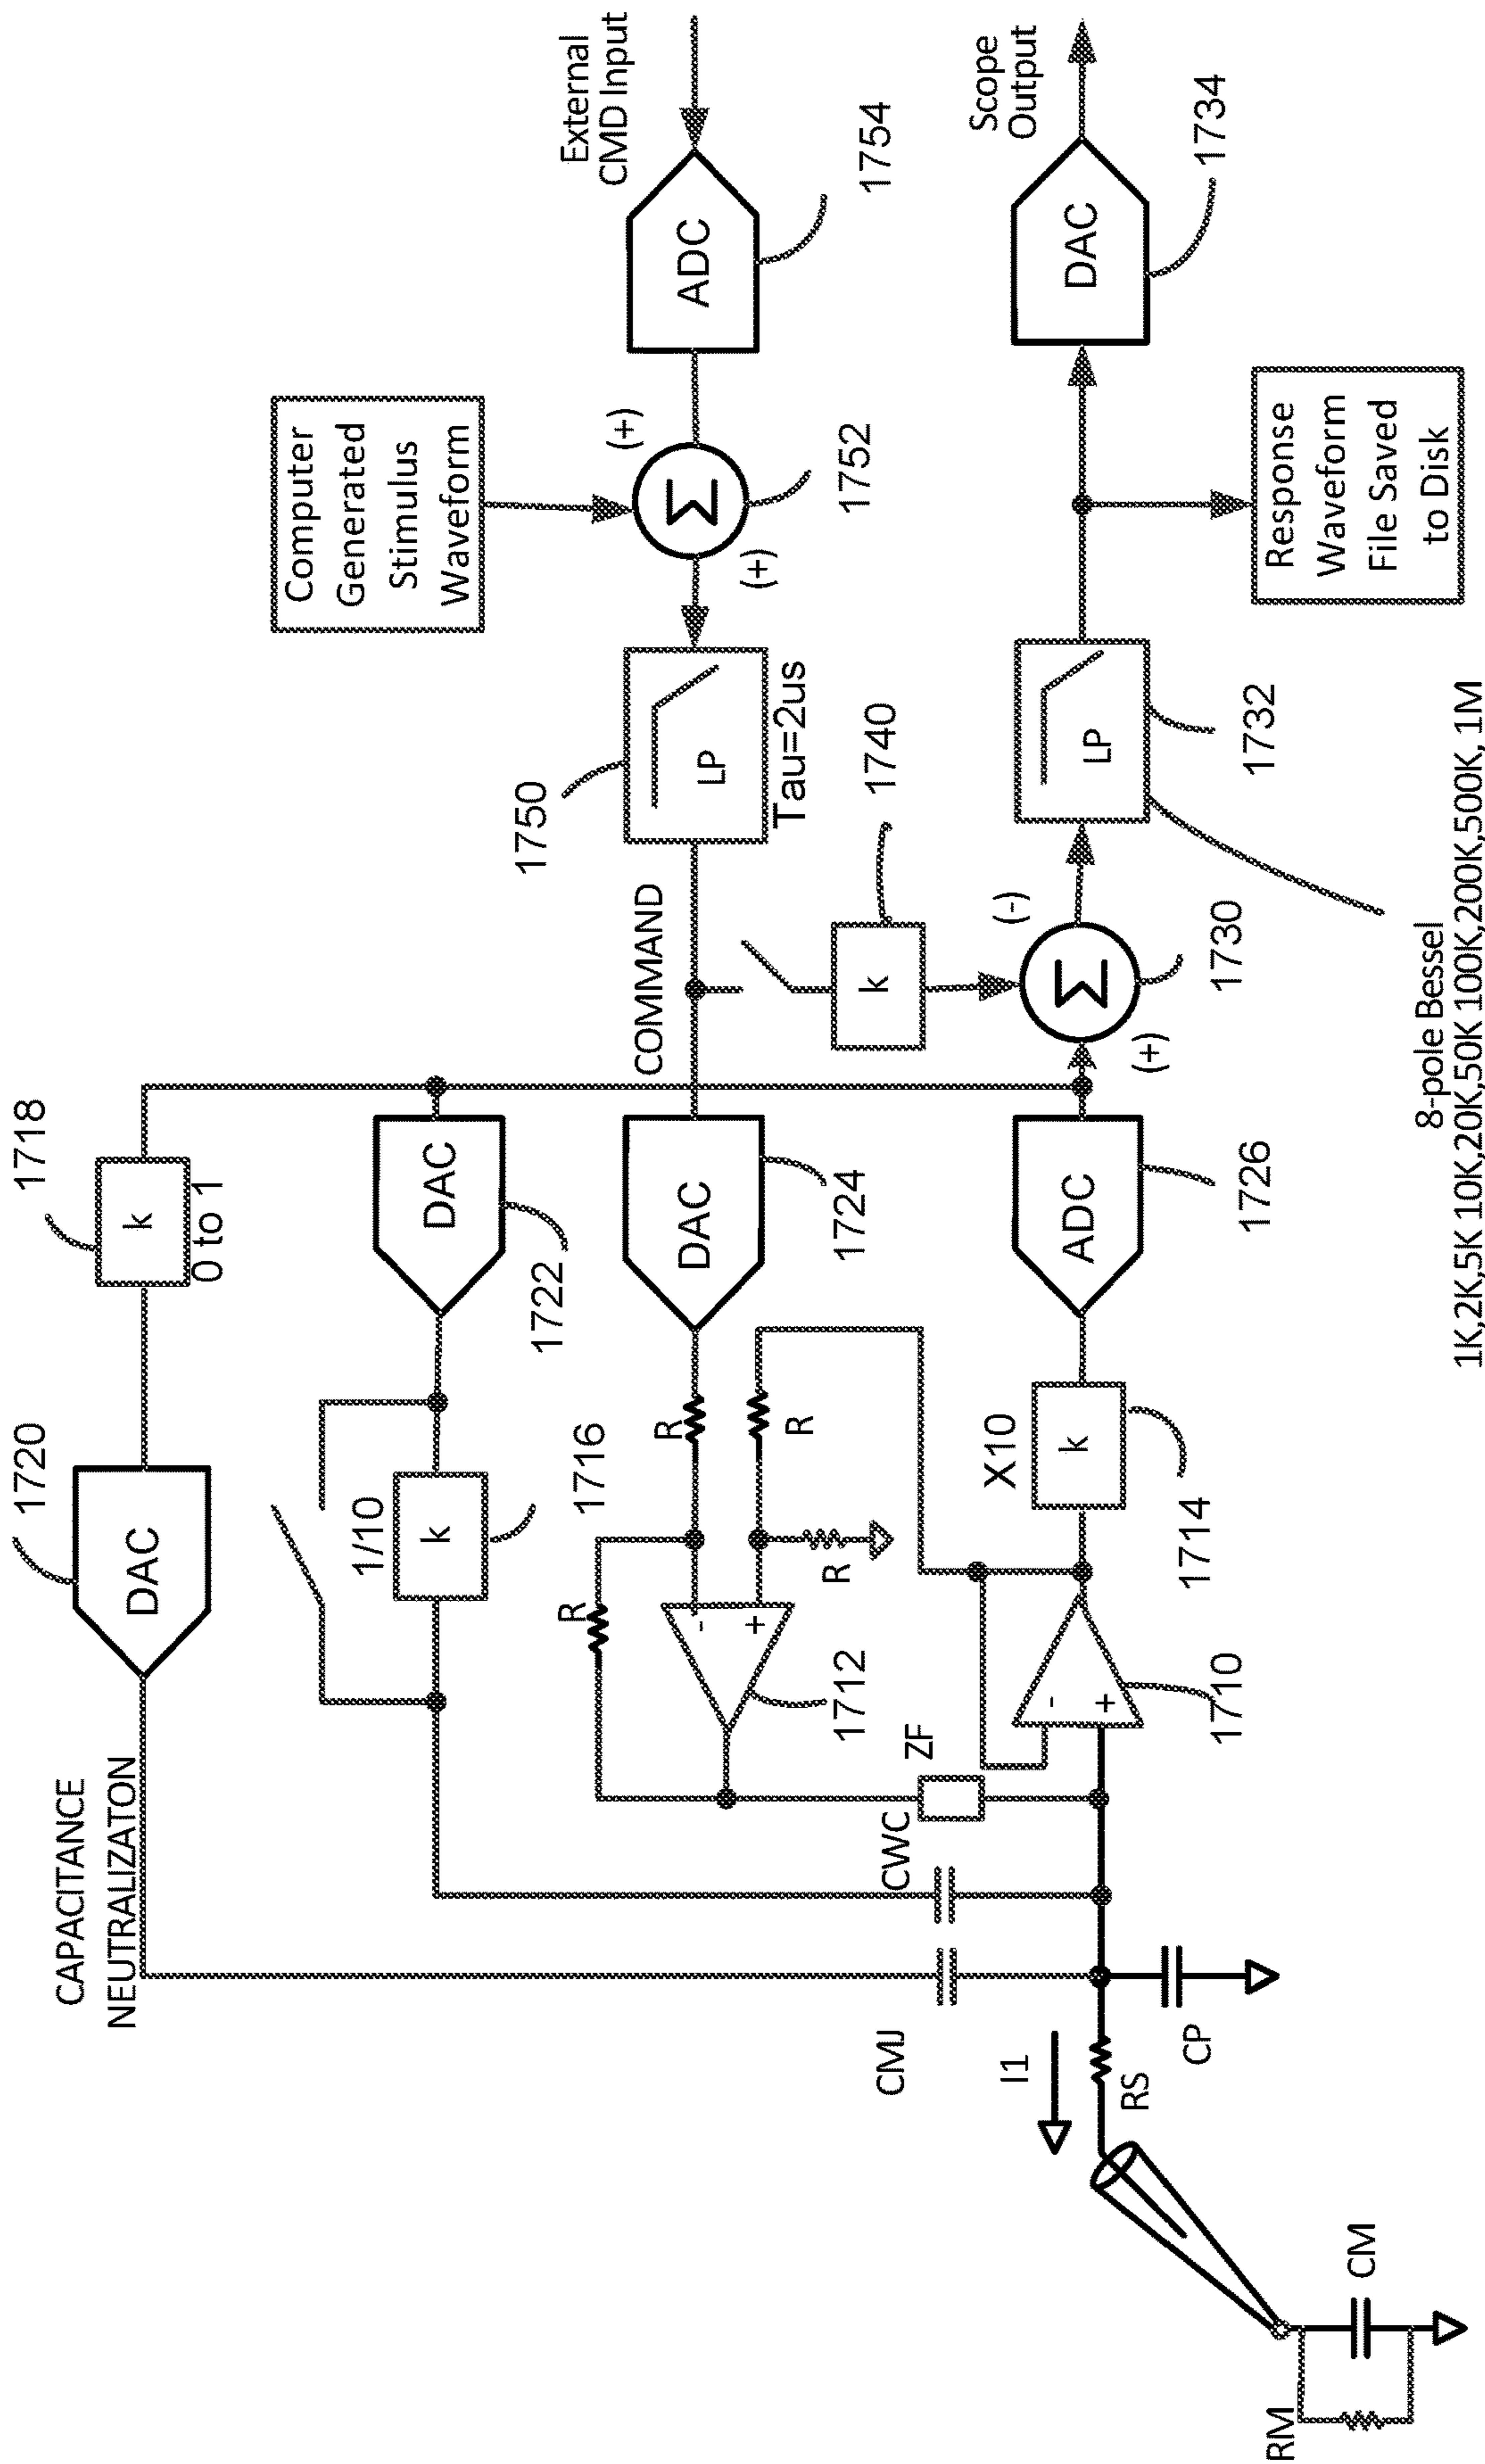 CAPACITANCE
NEUTRALIZATON
1720
DAC
1718
k
0 to 1
1/10
k
1716
DAC
1722
R
R
R
R
-
+
1712
DAC
1724
COMMAND
1750
LP
Tau=2us
Computer
Generated
Stimulus
Waveform
(+)
Σ
(+)
1752
ADC
1754
External
CMD Input
1740
k
CMJ
CWC
ZF
I1
RS
CP
RM
CM
-
+
1710
X10
k
1714
ADC
1726
(+)
Σ
(-)
1730
LP
1732
8-pole Bessel
1K,2K,5K 10K,20K,50K 100K,200K,500K, 1M
Response
Waveform
File Saved
to Disk
DAC
1734
Scope
Output